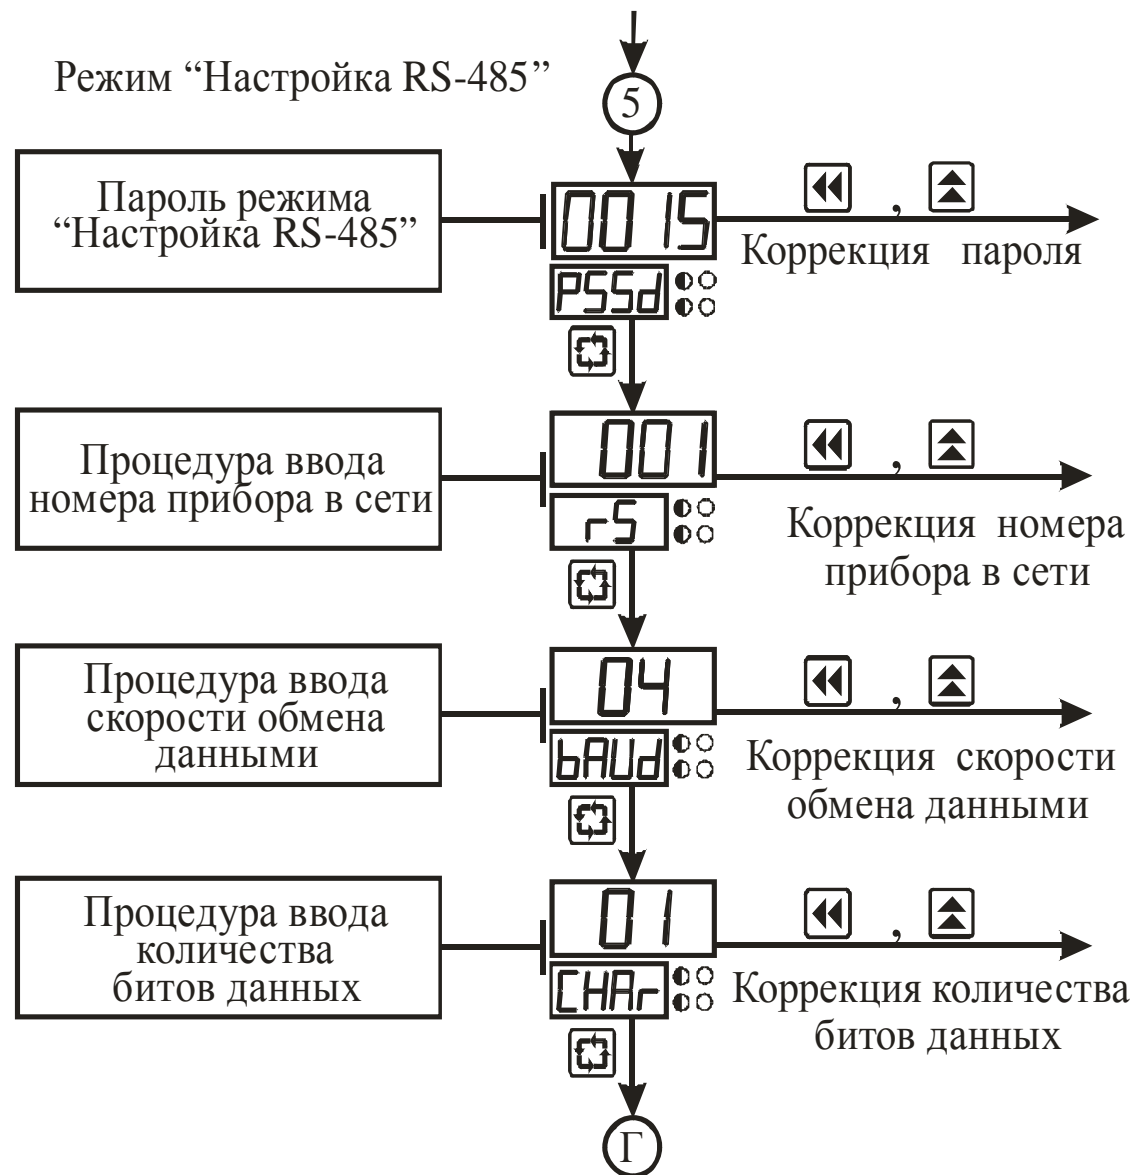 Режим “Настройка RS-485”
5
Пароль режима
“Настройка RS-485”
0015
PSSd
,
Коррекция пароля
Процедура ввода
номера прибора в сети
001
rS
,
Коррекция номера
прибора в сети
Процедура ввода
скорости обмена
данными
04
bAUd
,
Коррекция скорости
обмена данными
Процедура ввода
количества
битов данных
01
CHAr
,
Коррекция количества
битов данных
Г